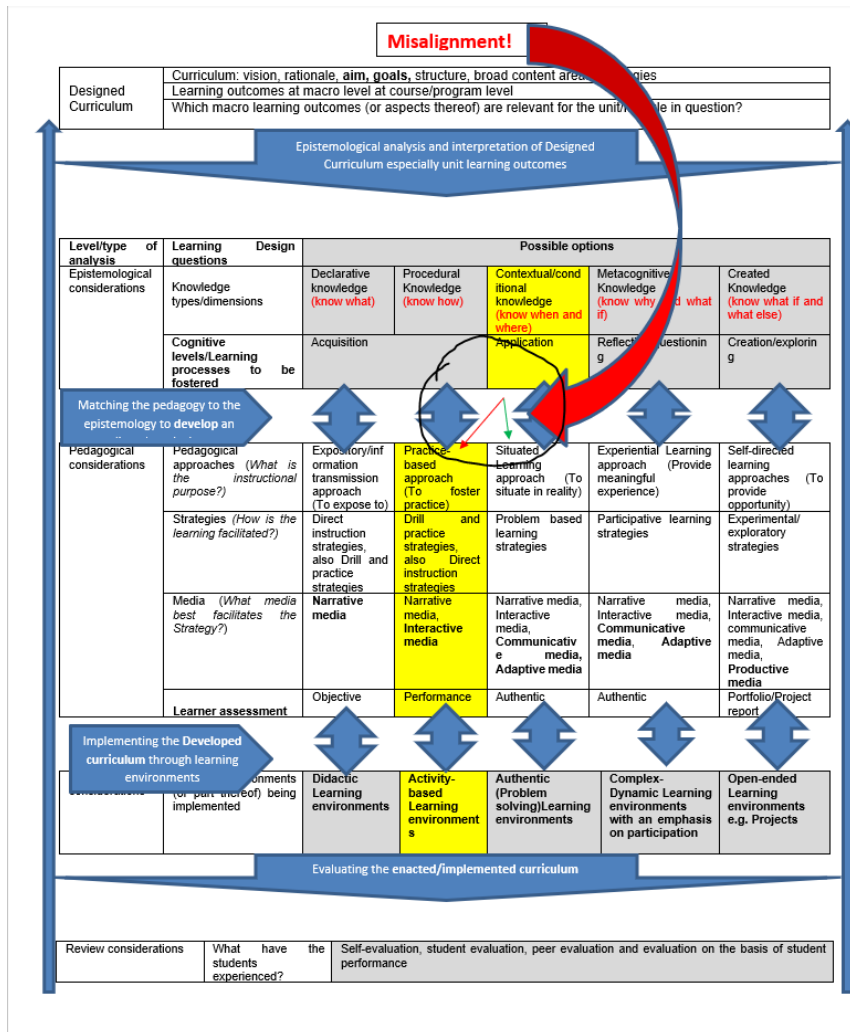 Misalignment!
Designed
Curriculum
Curriculum: vision, rationale, aim, goals, structure, broad content area
Learning outcomes at macro level at course/program level
Which macro learning outcomes (or aspects thereof) are relevant for the unit/ in question?
Epistemological analysis and interpretation of Designed
Curriculum especially unit learning outcomes
Level/type of
analysis
Learning Design
questions
Possible options
Epistemological
considerations
Knowledge
types/dimensions
Declarative
knowledge
(know what)
Procedural
Knowledge
(know how)
Contextual/cond
itional
knowledge
(know when and
where)
Metacognitive
Knowledge
(know why and what
if)
Created
Knowledge
(know what if and
what else)
Cognitive
levels/Learning
processes to be
fostered
Acquisition
Application
Reflection/questionin
g
Creation/explorin
g
Matching the pedagogy to the
epistemology to develop an
Pedagogical
considerations
Pedagogical
approaches (What is
the instructional
purpose?)
Expository/inf
ormation
transmission
approach
(To expose to)
Practice-
based
approach
(To foster
practice)
Situated
Learning
approach (To
situate in reality)
Experiential Learning
approach (Provide
meaningful
experience)
Self-directed
learning
approaches (To
provide
opportunity)
Strategies (How is the
learning facilitated?)
Direct
instruction
strategies,
also Drill and
practice
strategies
Drill and
practice
strategies,
also Direct
instruction
strategies
Problem based
learning
strategies
Participative learning
strategies
Experimental/
exploratory
strategies
Media (What media
best facilitates the
Strategy?)
Narrative
media
Narrative
media,
Interactive
media
Narrative media,
Interactive
media,
Communicativ
e media,
Adaptive media
Narrative media,
Interactive media,
Communicative
media, Adaptive
media
Narrative media,
Interactive media,
communicative
media, Adaptive
media,
Productive
media
Learner assessment
Objective
Performance
Authentic
Authentic
Portfolio/Project
report
Implementing the Developed
curriculum through learning
environments
(or part thereof) being
implemented
Didactic
Learning
environments
Activity-
based
Learning
environment
s
Authentic
(Problem
solving)Learning
environments
Complex-
Dynamic Learning
environments
with an emphasis
on participation
Open-ended
Learning
environments
e.g. Projects
Evaluating the enacted/implemented curriculum
Review considerations
What have the
students
experienced?
Self-evaluation, student evaluation, peer evaluation and evaluation on the basis of student
performance